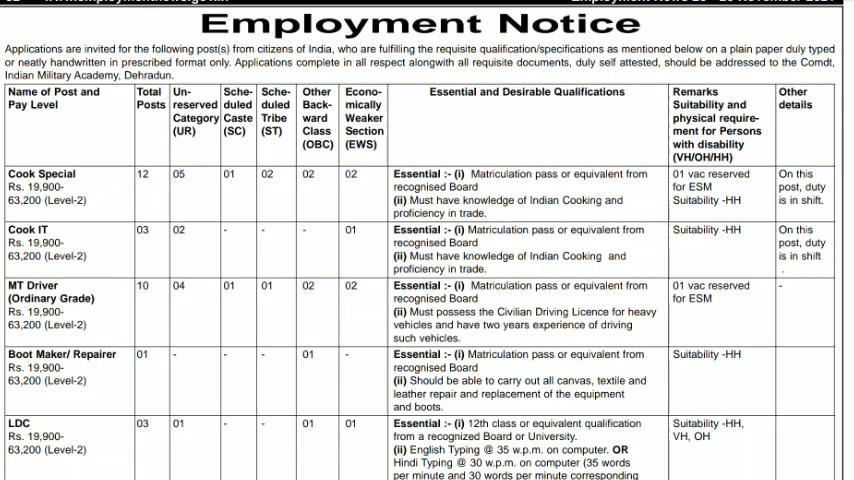 Employment Notice
Applications are invited for the following post(s) from citizens of India, who are fulfilling the requisite qualification/specifications as mentioned below on a plain paper duly typed
or neatly handwritten in prescribed format only. Applications complete in all respect alongwith all requisite documents, duly self attested, should be addressed to the Comdt,
Indian Military Academy, Dehradun.
Name of Post and
Pay Level
Total
Posts
Un-
reserved
Category
(UR)
Sche-
duled
Caste
(SC)
Sche-
duled
Tribe
(ST)
Other
Back-
ward
Class
(OBC)
Econo-
mically
Weaker
Section
(EWS)
Essential and Desirable Qualifications
Remarks
Suitability and
physical require-
ment for Persons
with disability
(VH/OH/HH)
Other
details
Cook Special
Rs. 19,900-
63,200 (Level-2)
12
05
01
02
02
02
Essential :- (i) Matriculation pass or equivalent from
recognised Board
(ii) Must have knowledge of Indian Cooking and
proficiency in trade.
01 vac reserved
for ESM
Suitability -HH
On this
post, duty
is in shift.
Cook IT
Rs. 19,900-
63,200 (Level-2)
03
02
-
-
-
01
Essential :- (i) Matriculation pass or equivalent from
recognised Board
(ii) Must have knowledge of Indian Cooking and
proficiency in trade.
Suitability -HH
On this
post, duty
is in shift
.
MT Driver
(Ordinary Grade)
Rs. 19,900-
63,200 (Level-2)
10
04
01
01
02
02
Essential :- (i) Matriculation pass or equivalent from
recognised Board
(ii) Must possess the Civilian Driving Licence for heavy
vehicles and have two years experience of driving
such vehicles.
01 vac reserved
for ESM
-
Boot Maker/ Repairer
Rs. 19,900-
63,200 (Level-2)
01
-
-
-
01
-
Essential :- (i) Matriculation pass or equivalent from
recognised Board
(ii) Should be able to carry out all canvas, textile and
leather repair and replacement of the equipment
and boots.
Suitability -HH
LDC
Rs. 19,900-
63,200 (Level-2)
03
01
-
-
01
01
Essential :- (i) 12th class or equivalent qualification
from a recognized Board or University.
(ii) English Typing @ 35 w.p.m. on computer. OR
Hindi Typing @ 30 w.p.m. on computer (35 words
per minute and 30 words per minute corresponding
Suitability -HH,
VH, OH